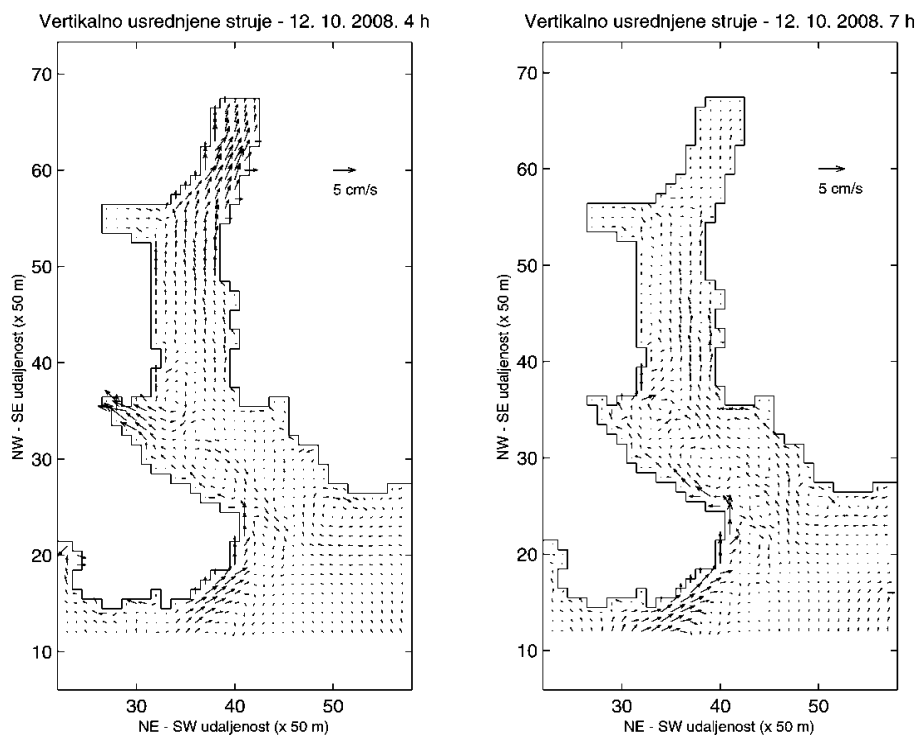 Vertikalno usrednjene struje - 12. 10. 2008. 4 h
70
60
50
40
30
20
10
5 cm/s
NW - SE udaljenost (x 50 m)
30 40 50
NE - SW udaljenost (x 50 m)
Vertikalno usrednjene struje - 12. 10. 2008. 7 h
70
60
50
40
30
20
10
5 cm/s
NW - SE udaljenost (x 50 m)
30 40 50
NE - SW udaljenost (x 50 m)